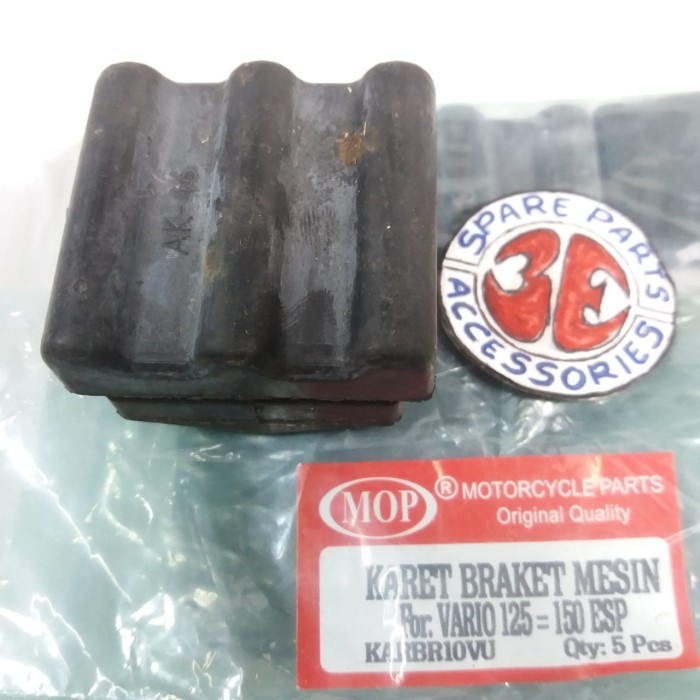 AK-46
SPARE PARTS
3E
ACCESSORIES
MOP ® MOTORCYCLE PARTS
Original Quality
KARET BRAKET MESIN
For. VARIO 125 = 150 ESP
KARBR10VU Qty: 5 Pcs